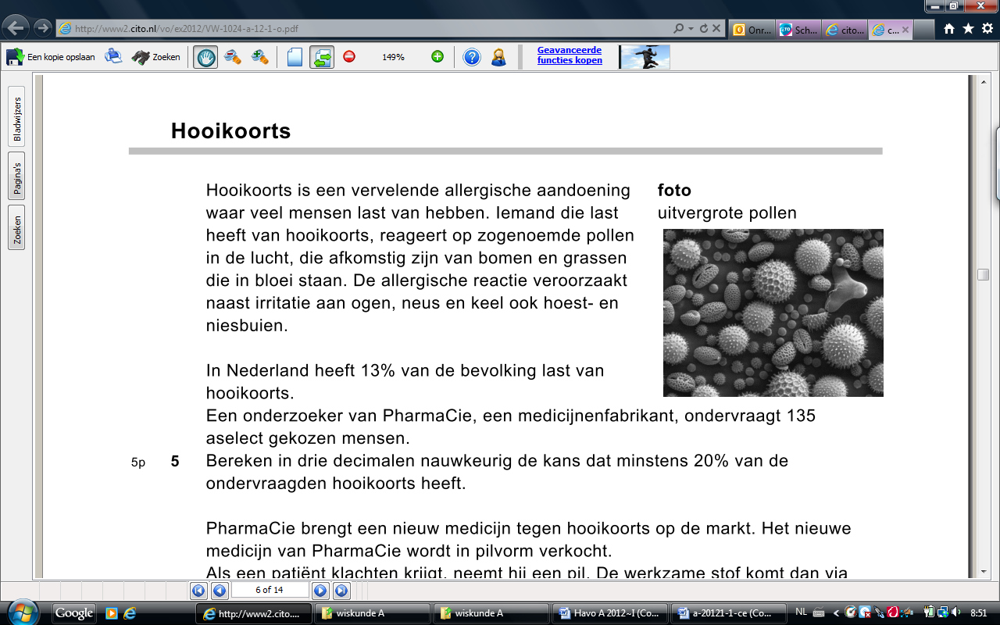 http://www2.cito.nl/vo/ex2012/VW-1024-a-12-1-o.pdf
Onr...
Sch...
cito...
c...
Een kopie opslaan
Zoeken
149%
Geavanceerde
functies kopen
Bladwijzers
Pagina's
Zoeken
Hooikoorts
Hooikoorts is een vervelende allergische aandoening
waar veel mensen last van hebben. Iemand die last
heeft van hooikoorts, reageert op zogenoemde pollen
in de lucht, die afkomstig zijn van bomen en grassen
die in bloei staan. De allergische reactie veroorzaakt
naast irritatie aan ogen, neus en keel ook hoest- en
niesbuien.
foto
uitvergrote pollen
In Nederland heeft 13% van de bevolking last van
hooikoorts.
Een onderzoeker van PharmaCie, een medicijnenfabrikant, ondervraagt 135
aselect gekozen mensen.
5p 5 Bereken in drie decimalen nauwkeurig de kans dat minstens 20% van de
ondervraagden hooikoorts heeft.
PharmaCie brengt een nieuw medicijn tegen hooikoorts op de markt. Het nieuwe
medicijn van PharmaCie wordt in pilvorm verkocht.
Als een patiënt klachten krijgt, neemt hij een pil. De werkzame stof komt dan via
6 of 14
Google
http://www2.cito....
wiskunde A
wiskunde A
Havo A 2012~I (Co...
a-20121-1-ce (Co...
NL
8:51